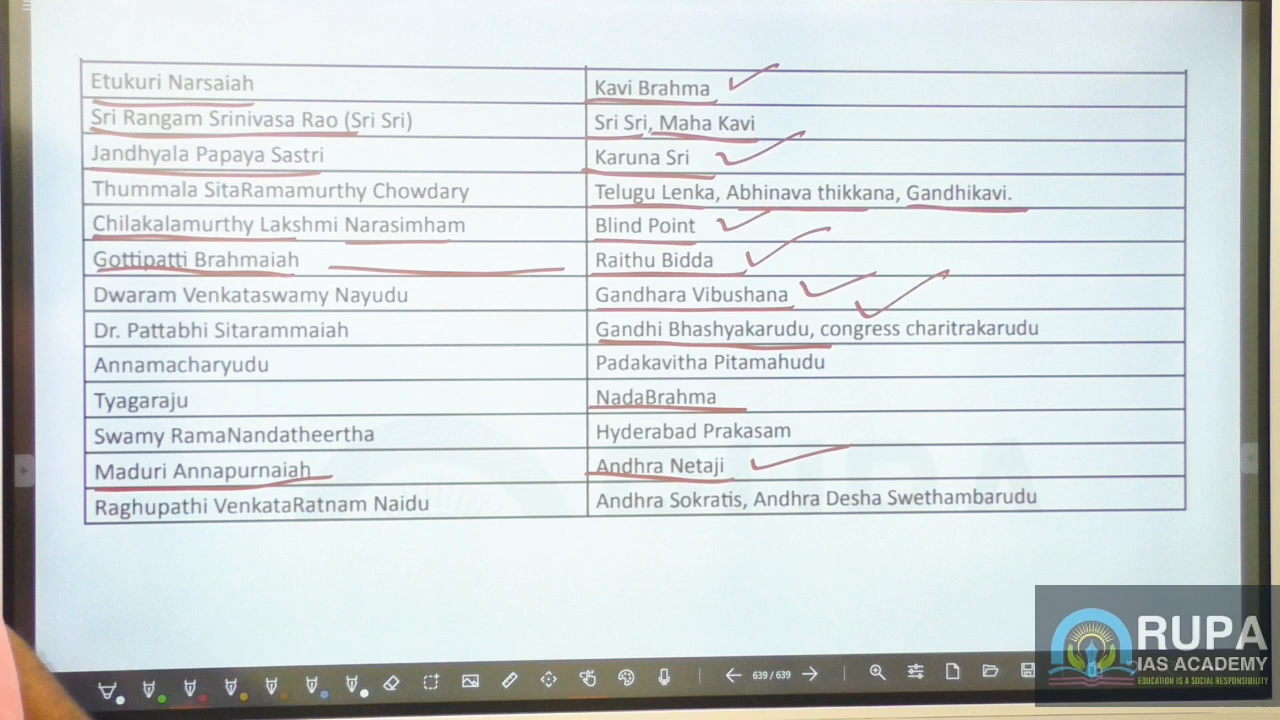 Etukuri Narsaiah Kavi Brahma
Sri Rangam Srinivasa Rao (Sri Sri) Sri Sri, Maha Kavi
Jandhyala Papaya Sastri Karuna Sri
Thummala SitaRamamurthy Chowdary Telugu Lenka, Abhinava thikkana, Gandhikavi.
Chilakalamurthy Lakshmi Narasimham Blind Point
Gottipatti Brahmaiah Raithu Bidda
Dwaram Venkataswamy Nayudu Gandhara Vibushana
Dr. Pattabhi Sitarammaiah Gandhi Bhashyakarudu, congress charitrakarudu
Annamacharyudu Padakavitha Pitamahudu
Tyagaraju NadaBrahma
Swamy RamaNandatheertha Hyderabad Prakasam
Maduri Annapurnaiah Andhra Netaji
Raghupathi VenkataRatnam Naidu Andhra Sokratis, Andhra Desha Swethambarudu
639 / 639
RUPA
IAS ACADEMY
EDUCATION IS A SOCIAL RESPONSIBILITY